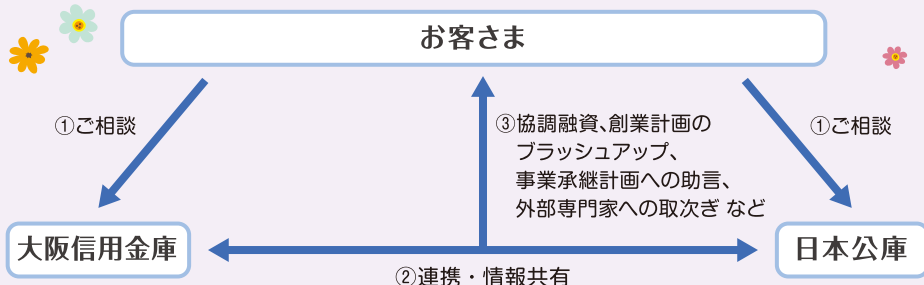 お客さま
①ご相談
③協調融資、創業計画の
ブラッシュアップ、
事業承継計画への助言、
外部専門家への取次ぎ など
①ご相談
大阪信用金庫
日本公庫
②連携・情報共有